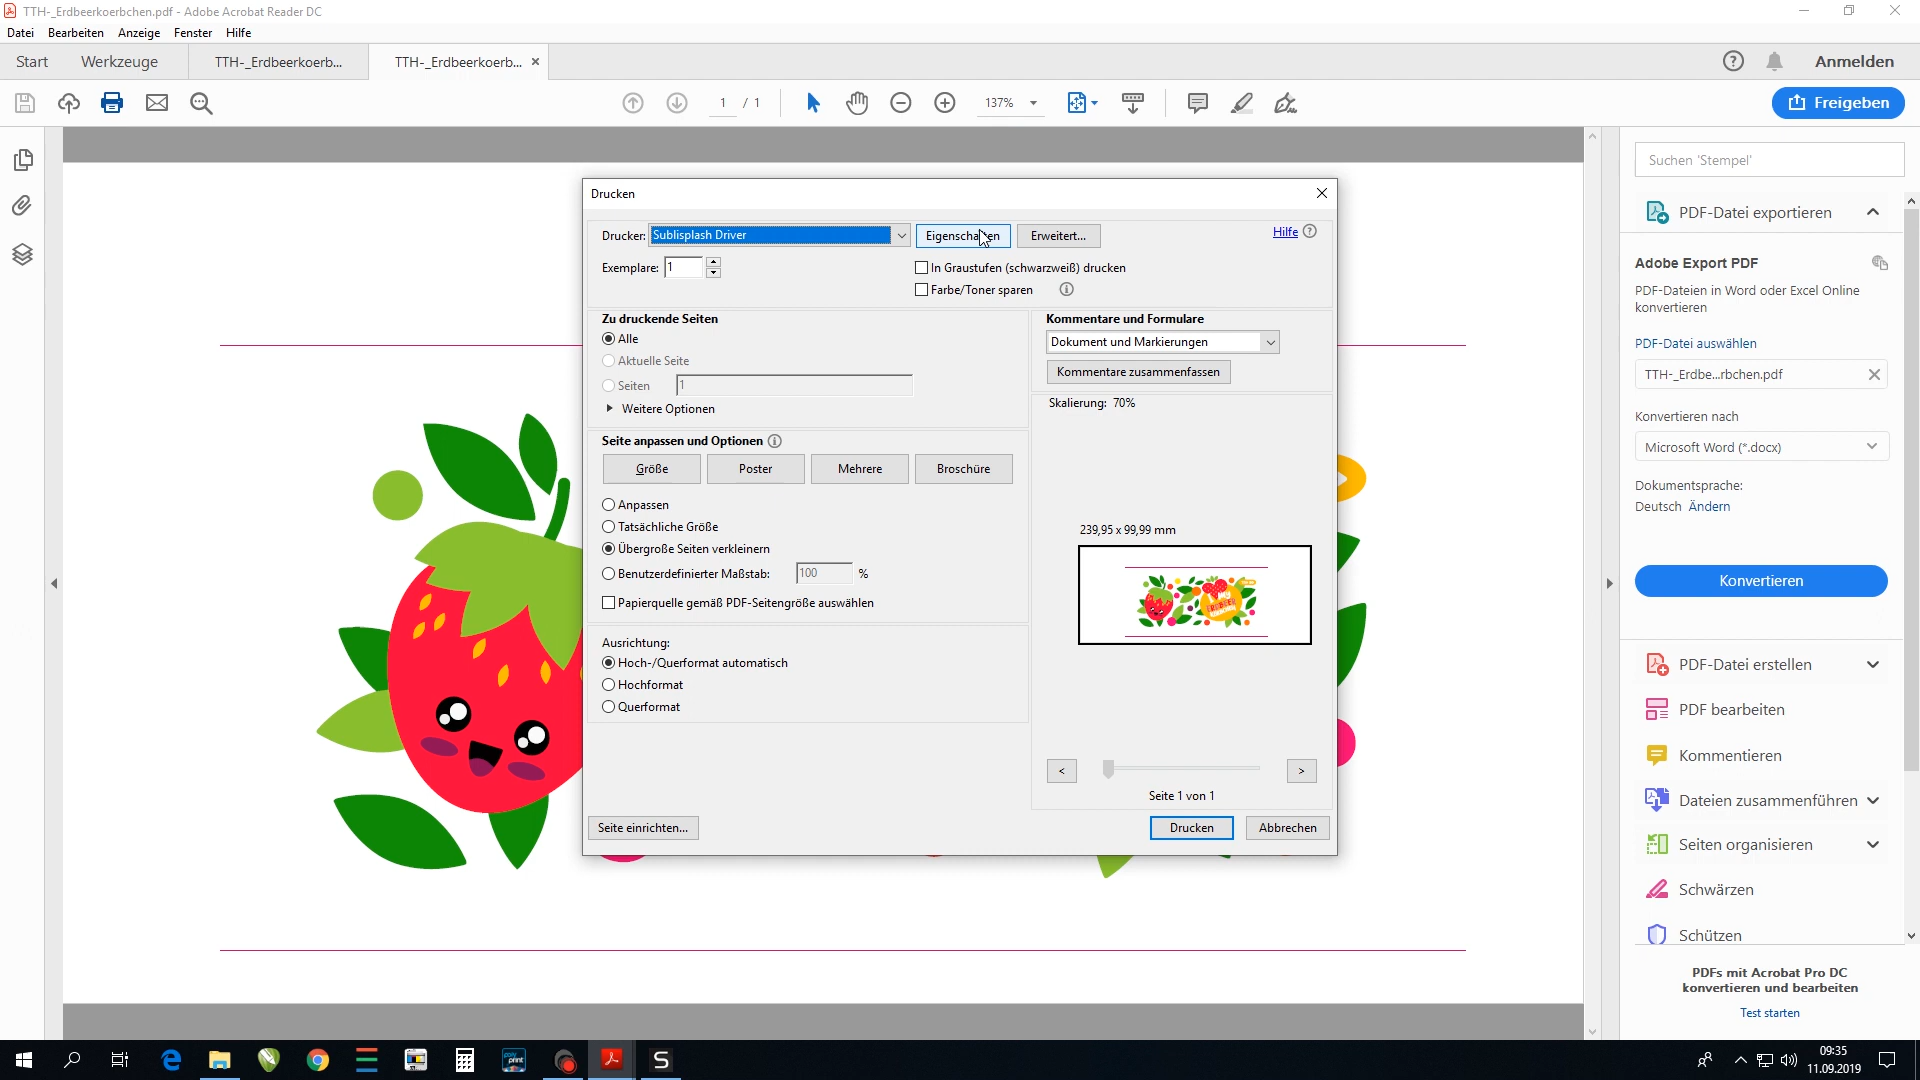 TTH-_Erdbeerkoerbchen.pdf - Adobe Acrobat Reader DC
Datei Bearbeiten Anzeige Fenster Hilfe
Start Werkzeuge TTH-_Erdbeerkoerb... TTH-_Erdbeerkoerb... × Anmelden
1 / 1 137% Freigeben
Drucken
Drucker: Sublisplash Driver Eigenschaften Erweitert... Hilfe
Exemplare: 1 In Graustufen (schwarzweiß) drucken
Farbe/Toner sparen
Zu druckende Seiten
Alle
Aktuelle Seite
Seiten 1
Weitere Optionen
Seite anpassen und Optionen
Größe Poster Mehrere Broschüre
Anpassen
Tatsächliche Größe
Übergroße Seiten verkleinern
Benutzerdefinierter Maßstab: 100 %
Papierquelle gemäß PDF-Seitengröße auswählen
Ausrichtung:
Hoch-/Querformat automatisch
Hochformat
Querformat
Kommentare und Formulare
Dokument und Markierungen
Kommentare zusammenfassen
Skalierung: 70%
239,95 x 99,99 mm
ERDBEER
< >
Seite 1 von 1
Seite einrichten... Drucken Abbrechen
Suchen 'Stempel'
PDF-Datei exportieren
Adobe Export PDF
PDF-Dateien in Word oder Excel Online
konvertieren
PDF-Datei auswählen
TTH-_Erdbe...rbchen.pdf
Konvertieren nach
Microsoft Word (*.docx)
Dokumentsprache:
Deutsch Ändern
Konvertieren
PDF-Datei erstellen
PDF bearbeiten
Kommentieren
Dateien zusammenführen
Seiten organisieren
Schwärzen
Schützen
PDFs mit Acrobat Pro DC
konvertieren und bearbeiten
Test starten
09:35
11.09.2019